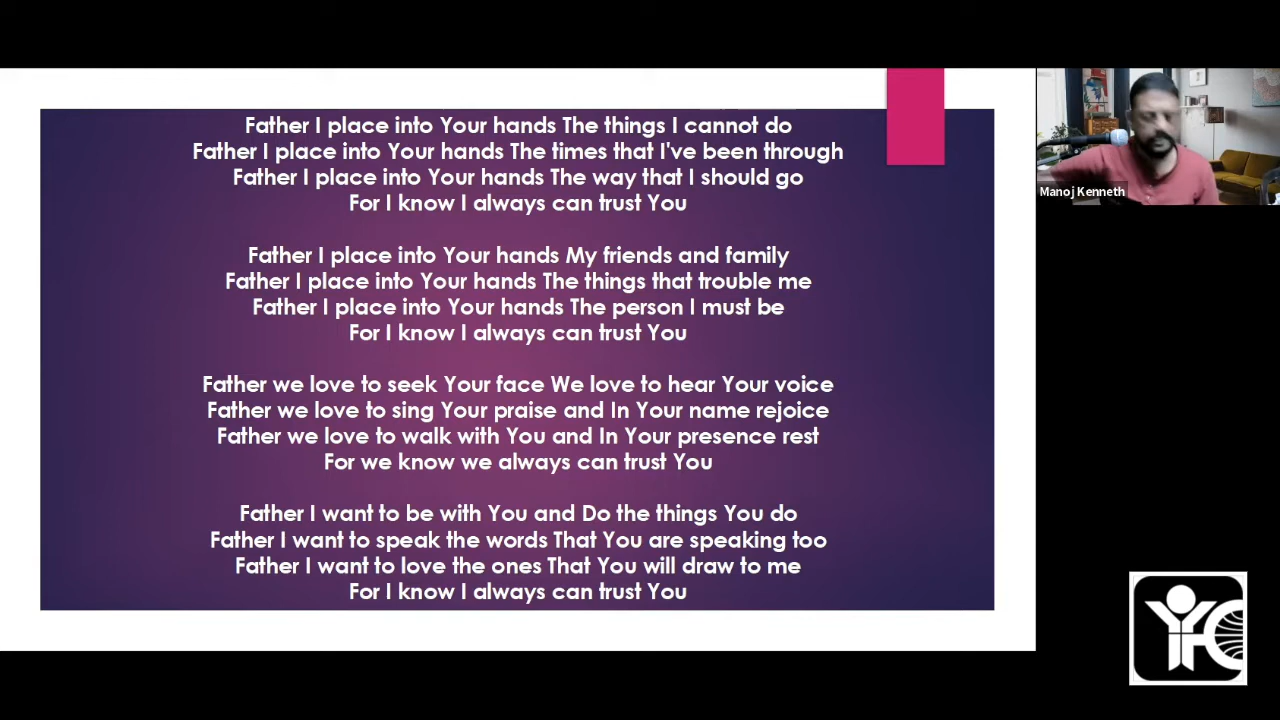 Father I place into Your hands The things I cannot do
Father I place into Your hands The times that I've been through
Father I place into Your hands The way that I should go
For I know I always can trust You
Father I place into Your hands My friends and family
Father I place into Your hands The things that trouble me
Father I place into Your hands The person I must be
For I know I always can trust You
Father we love to seek Your face We love to hear Your voice
Father we love to sing Your praise and In Your name rejoice
Father we love to walk with You and In Your presence rest
For we know we always can trust You
Father I want to be with You and Do the things You do
Father I want to speak the words That You are speaking too
Father I want to love the ones That You will draw to me
For I know I always can trust You
Manoj Kenneth
YFC